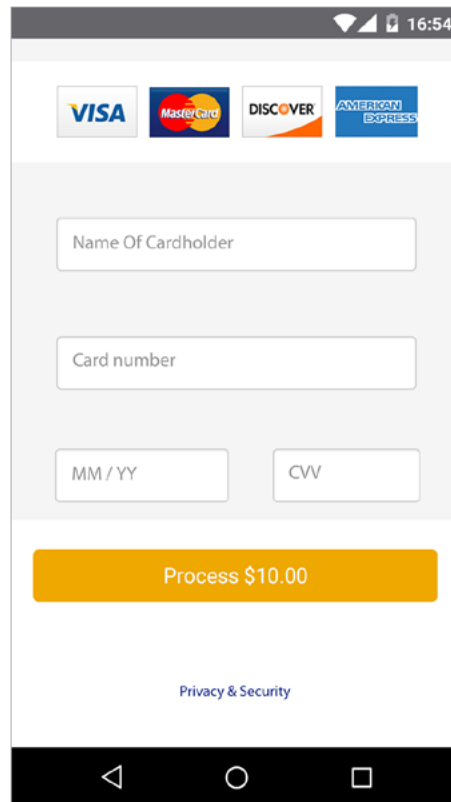 16:54
VISA MasterCard DISCOVER AMERICAN EXPRESS
Name Of Cardholder
Card number
MM / YY CVV
Process $10.00
Privacy & Security